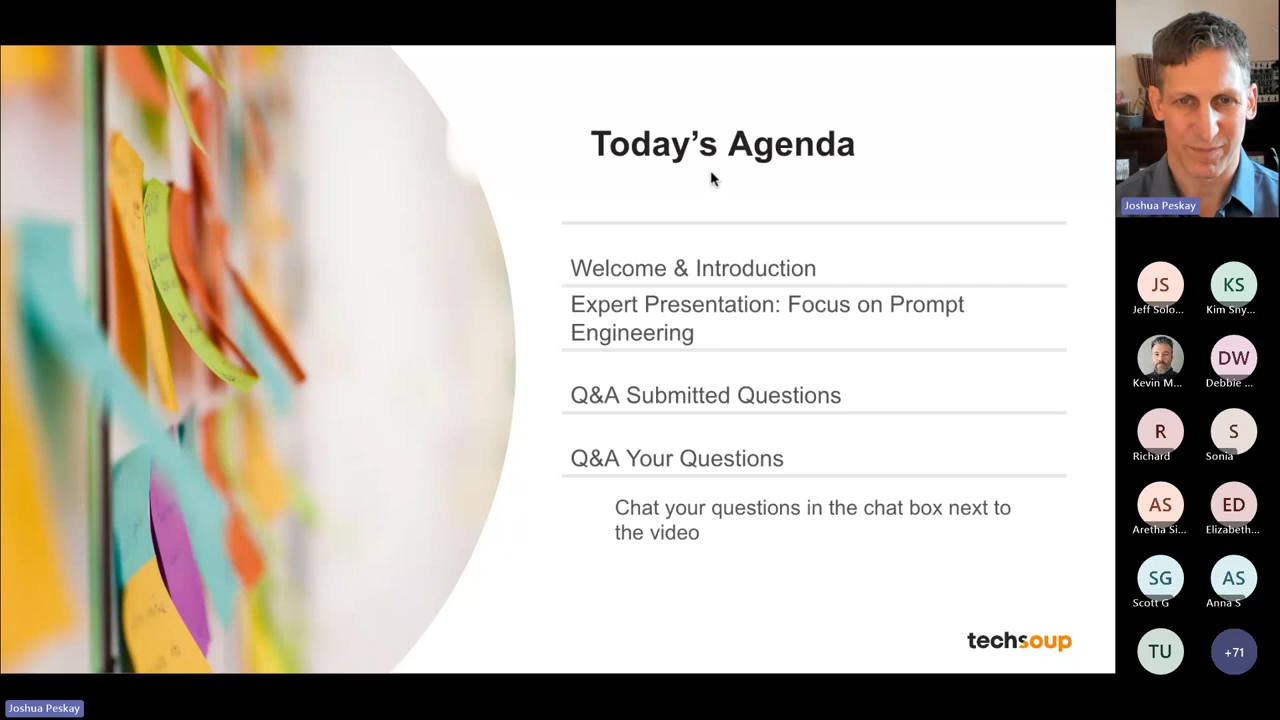 Today's Agenda
Welcome & Introduction
Expert Presentation: Focus on Prompt
Engineering
Q&A Submitted Questions
Q&A Your Questions
Chat your questions in the chat box next to
the video
techsoup
Joshua Peskay
JS
Jeff Solo...
KS
Kim Sny...
Kevin M...
DW
Debbie ...
R
Richard
S
Sonia
AS
Aretha Si...
ED
Elizabeth...
SG
Scott G
AS
Anna S
TU
+71
Joshua Peskay